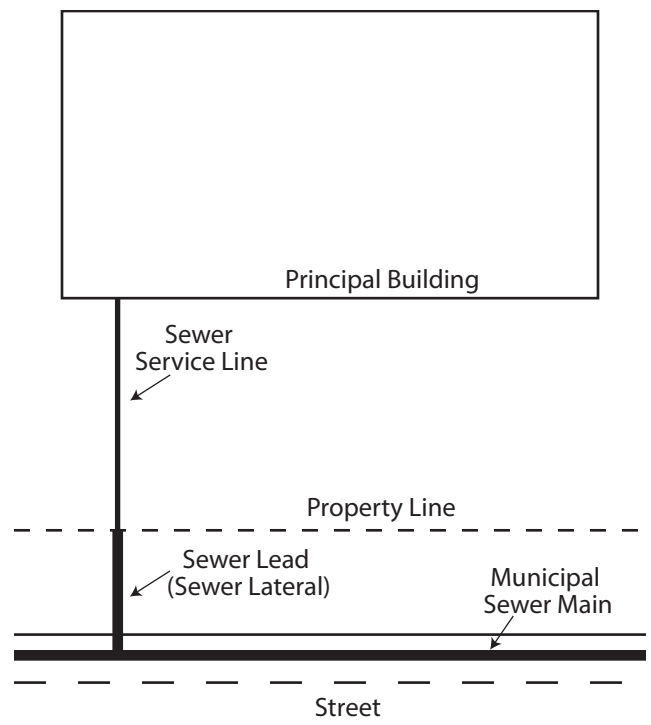 Principal Building
Sewer
Service Line
Property Line
Sewer Lead
(Sewer Lateral)
Municipal
Sewer Main
Street